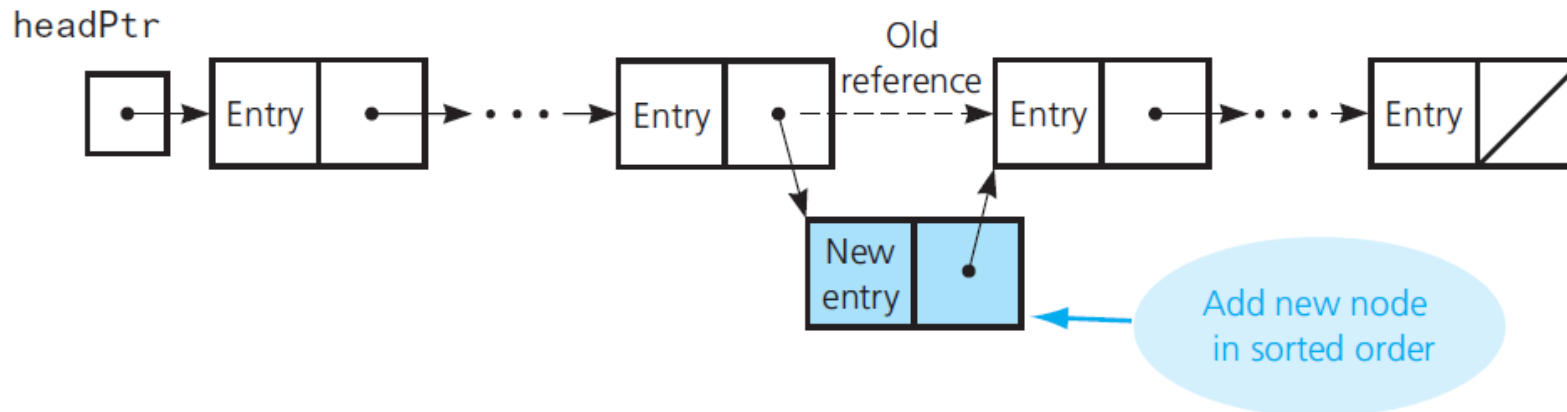 headPtr
Old
reference
Entry
Entry
Entry
Entry
New
entry
Add new node
in sorted order